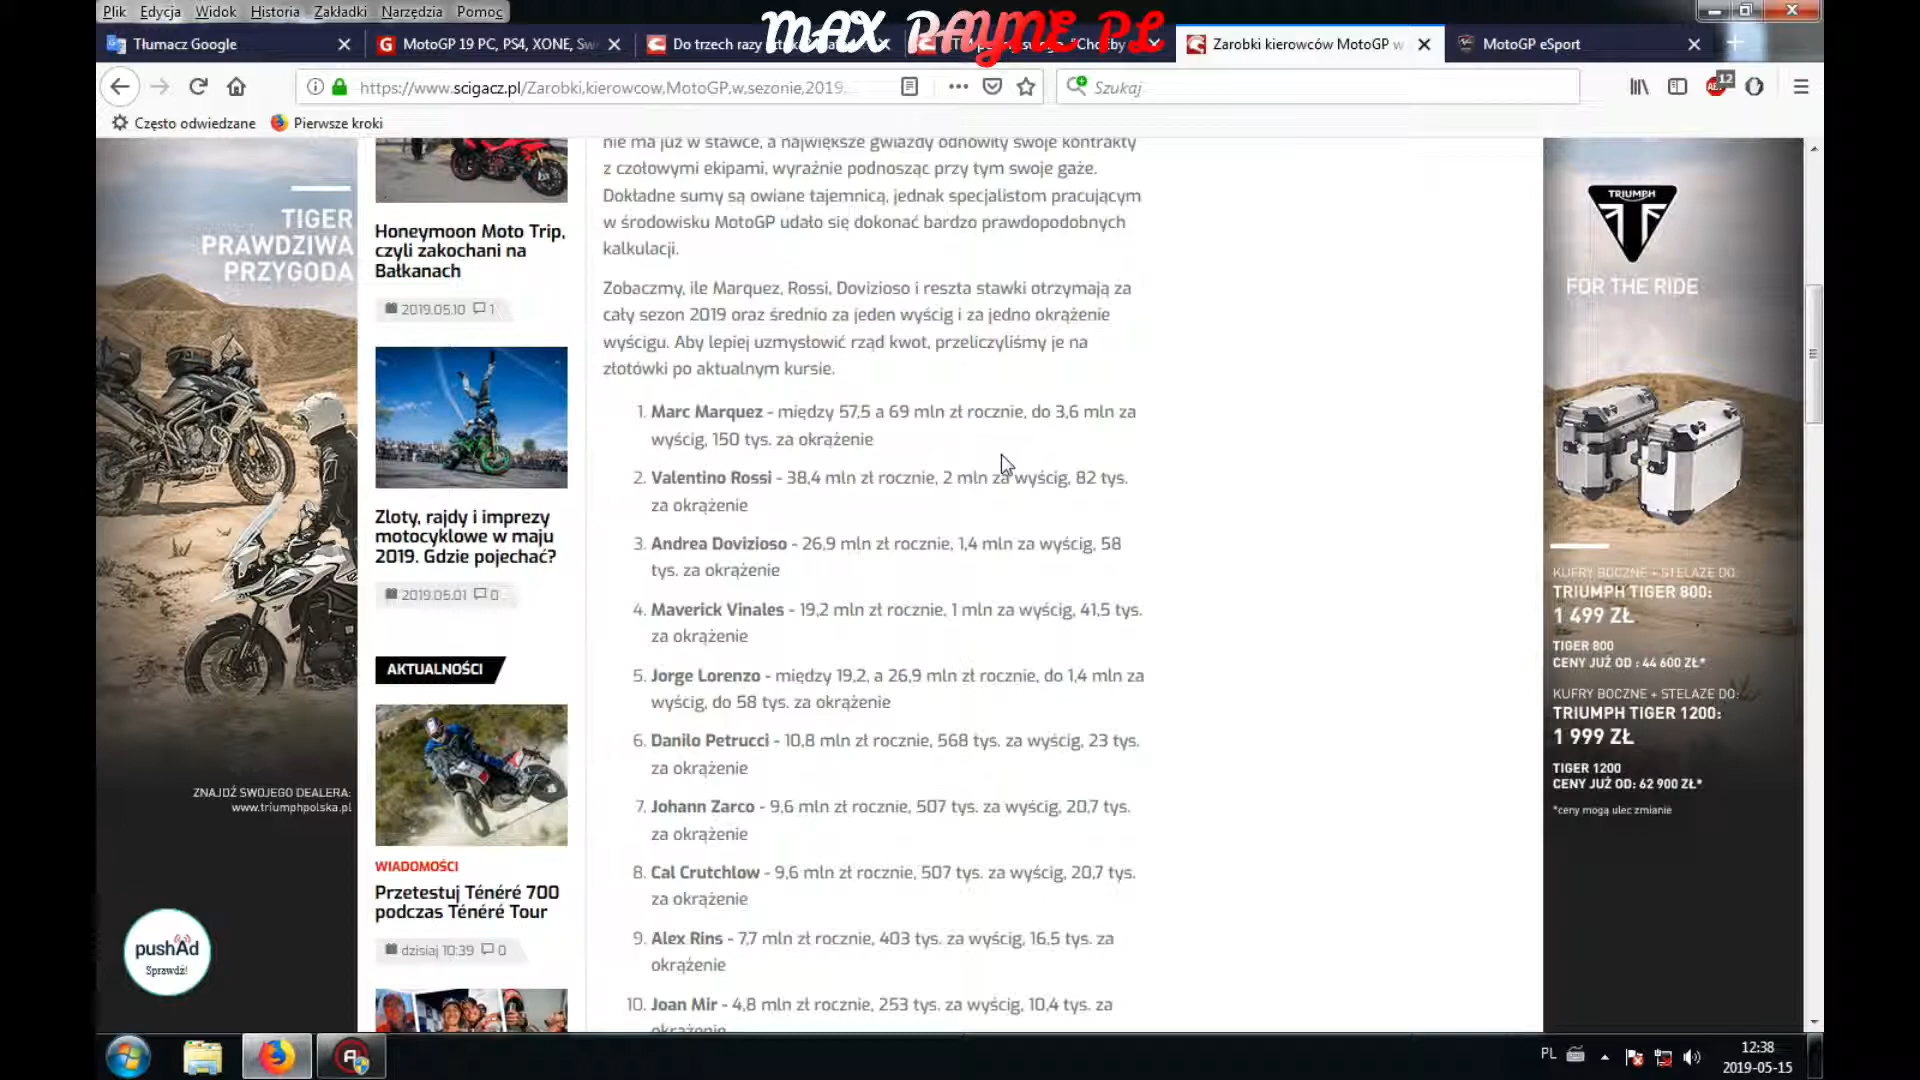 Plik Edycja Widok Historia Zakładki Narzędzia Pomoc
MAX PAYNE PL
Tłumacz Google
MotoGP 19 PC, PS4, XONE, Sw
Do trzech razy
Zarobki kierowców MotoGP w
MotoGP eSport
https://www.scigacz.pl/Zarobki,kierowcow,MotoGP,w,sezonie,2019.
Szukaj
12
Często odwiedzane
Pierwsze kroki
TIGER
PRAWDZIWA
PRZYGODA
ZNAJDŹ SWOJEGO DEALERA:
www.triumphpolska.pl
pushAd
Sprawdź!
Honeymoon Moto Trip,
czyli zakochani na
Bałkanach
2019.05.10 1
Zloty, rajdy i imprezy
motocyklowe w maju
2019. Gdzie pojechać?
2019.05.01 0
AKTUALNOŚCI
WIADOMOŚCI
Przetestuj Ténéré 700
podczas Ténéré Tour
dzisiaj 10:39 0
nie ma już w stawce, a największe gwiazdy odnowiły swoje kontrakty
z czołowymi ekipami, wyraźnie podnosząc przy tym swoje gaże.
Dokładne sumy są owiane tajemnicą, jednak specjalistom pracującym
w środowisku MotoGP udało się dokonać bardzo prawdopodobnych
kalkulacji.
Zobaczmy, ile Marquez, Rossi, Dovizioso i reszta stawki otrzymają za
cały sezon 2019 oraz średnio za jeden wyścig i za jedno okrążenie
wyścigu. Aby lepiej uzmysłowić rząd kwot, przeliczyliśmy je na
złotówki po aktualnym kursie.
1. Marc Marquez - między 57,5 a 69 mln zł rocznie, do 3,6 mln za
wyścig, 150 tys. za okrążenie
2. Valentino Rossi - 38,4 mln zł rocznie, 2 mln za wyścig, 82 tys.
za okrążenie
3. Andrea Dovizioso - 26,9 mln zł rocznie, 1,4 mln za wyścig, 58
tys. za okrążenie
4. Maverick Vinales - 19,2 mln zł rocznie, 1 mln za wyścig, 41,5 tys.
za okrążenie
5. Jorge Lorenzo - między 19,2, a 26,9 mln zł rocznie, do 1,4 mln za
wyścig, do 58 tys. za okrążenie
6. Danilo Petrucci - 10,8 mln zł rocznie, 568 tys. za wyścig, 23 tys.
za okrążenie
7. Johann Zarco - 9,6 mln zł rocznie, 507 tys. za wyścig, 20,7 tys.
za okrążenie
8. Cal Crutchlow - 9,6 mln zł rocznie, 507 tys. za wyścig, 20,7 tys.
za okrążenie
9. Alex Rins - 7,7 mln zł rocznie, 403 tys. za wyścig, 16,5 tys. za
okrążenie
10. Joan Mir - 4,8 mln zł rocznie, 253 tys. za wyścig, 10,4 tys. za
okrążenie
TRIUMPH
FOR THE RIDE
KUFRY BOCZNE + STELAŻE DO:
TRIUMPH TIGER 800:
1 499 ZŁ
TIGER 800
CENY JUŻ OD : 44 600 ZŁ*
KUFRY BOCZNE + STELAŻE DO:
TRIUMPH TIGER 1200:
1 999 ZŁ
TIGER 1200
CENY JUŻ OD: 62 900 ZŁ*
*ceny mogą ulec zmianie
PL
12:38
2019-05-15